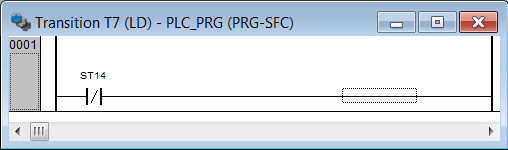 Transition T7 (LD) - PLC_PRG (PRG-SFC)
0001
ST14